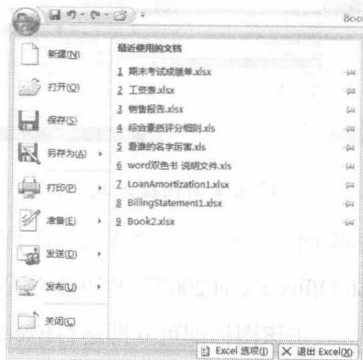 Book
新建(N)
打开(O)
保存(S)
另存为(A)
打印(P)
准备(E)
发送(D)
发布(U)
关闭(C)
最近使用的文档
1 期末考试成绩单.xlsx
2 工资表.xlsx
3 销售报告.xlsx
4 综合素质评分细则.xls
5 看谁的名字厉害.xls
6 word双色书 说明文件.xls
7 LoanAmortization1.xlsx
8 BillingStatement1.xlsx
9 Book2.xlsx
Excel 选项(I)
退出 Excel(X)